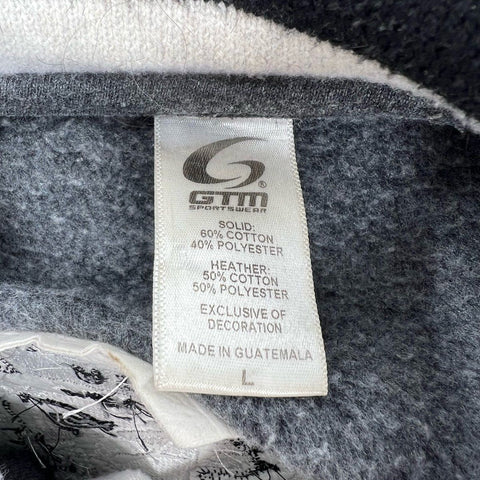 GTM®
SPORTSWEAR
SOLID:
60% COTTON
40% POLYESTER
HEATHER:
50% COTTON
50% POLYESTER
EXCLUSIVE OF
DECORATION
MADE IN GUATEMALA
L